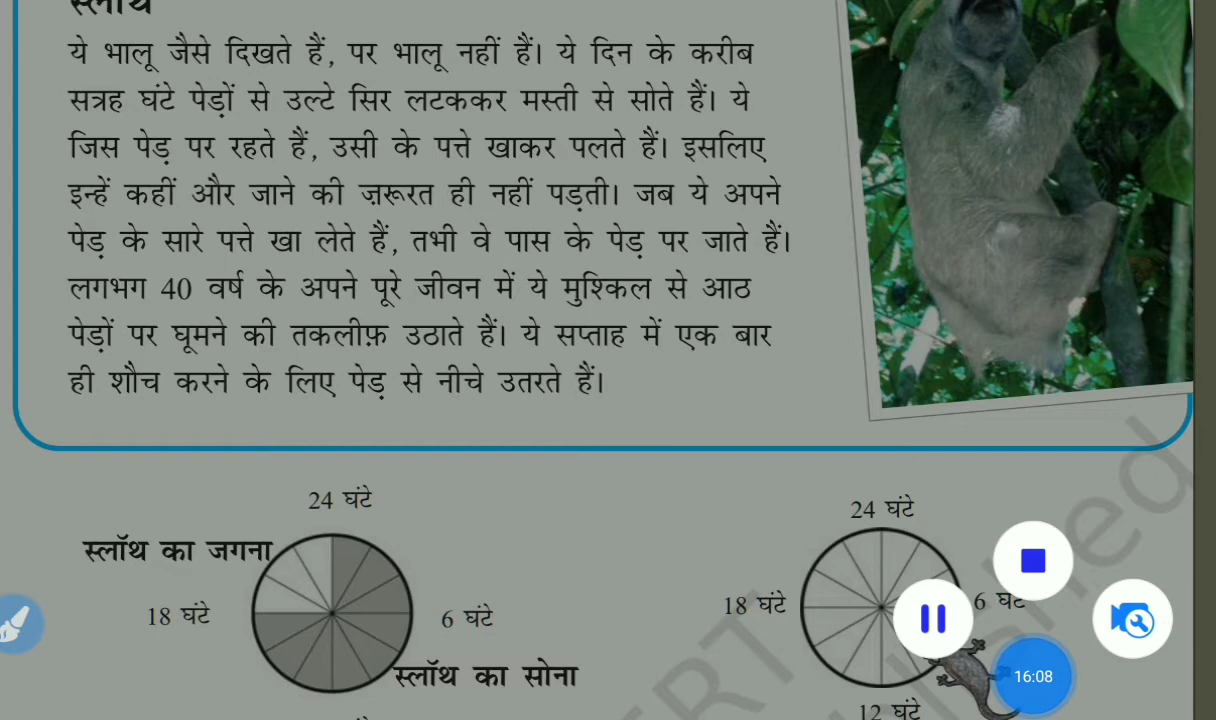 स्लॉथ
ये भालू जैसे दिखते हैं, पर भालू नहीं हैं। ये दिन के करीब
सत्रह घंटे पेड़ों से उल्टे सिर लटककर मस्ती से सोते हैं। ये
जिस पेड़ पर रहते हैं, उसी के पत्ते खाकर पलते हैं। इसलिए
इन्हें कहीं और जाने की ज़रूरत ही नहीं पड़ती। जब ये अपने
पेड़ के सारे पत्ते खा लेते हैं, तभी वे पास के पेड़ पर जाते हैं।
लगभग 40 वर्ष के अपने पूरे जीवन में ये मुश्किल से आठ
पेड़ों पर घूमने की तकलीफ़ उठाते हैं। ये सप्ताह में एक बार
ही शौच करने के लिए पेड़ से नीचे उतरते हैं।
24 घंटे
स्लॉथ का जगना
18 घंटे
6 घंटे
स्लॉथ का सोना
24 घंटे
18 घंटे
6 घंटे
12 घंटे
16:08